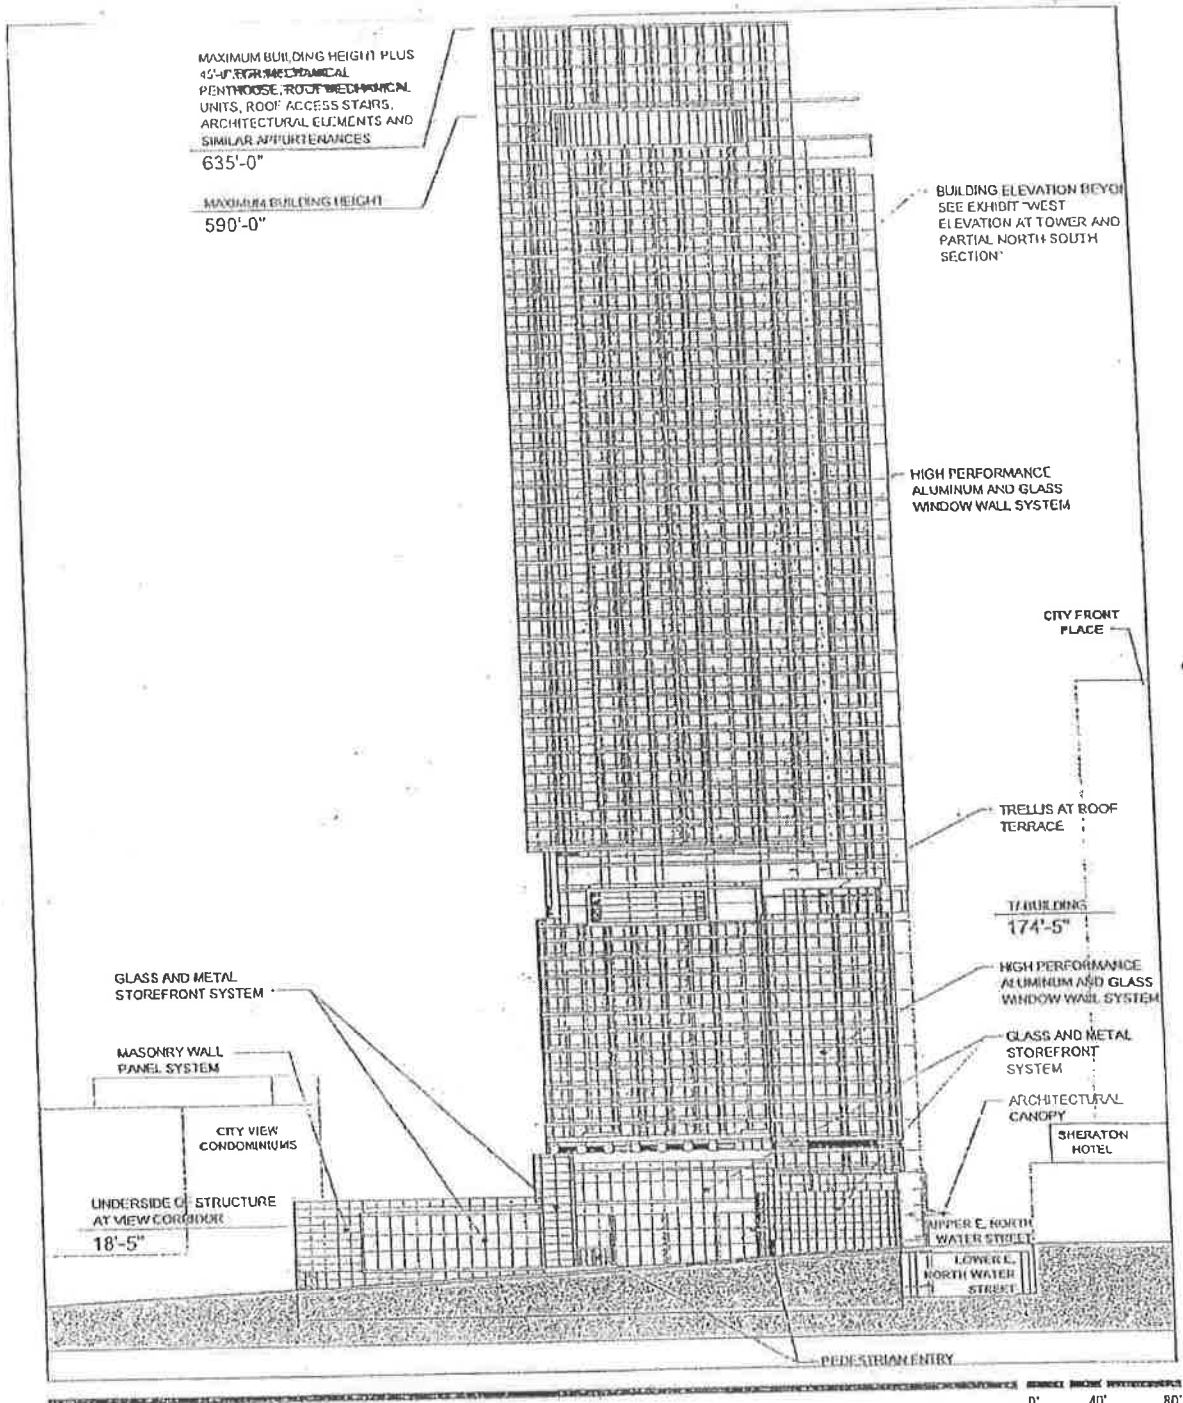 MAXIMUM BUILDING HEIGHT PLUS
45'-0" FOR MECHANICAL
PENTHOUSE, ROOF MECHANICAL
UNITS, ROOF ACCESS STAIRS,
ARCHITECTURAL ELEMENTS AND
SIMILAR APPURTENANCES
635'-0"
MAXIMUM BUILDING HEIGHT
590'-0"
BUILDING ELEVATION BEYON
SEE EXHIBIT "WEST
ELEVATION AT TOWER AND
PARTIAL NORTH SOUTH
SECTION"
HIGH PERFORMANCE
ALUMINUM AND GLASS
WINDOW WALL SYSTEM
CITY FRONT
PLACE
TRELLIS AT ROOF
TERRACE
T/ BUILDING
174'-5"
HIGH PERFORMANCE
ALUMINUM AND GLASS
WINDOW WALL SYSTEM
GLASS AND METAL
STOREFRONT SYSTEM
MASONRY WALL
PANEL SYSTEM
GLASS AND METAL
STOREFRONT
SYSTEM
ARCHITECTURAL
CANOPY
CITY VIEW
CONDOMINIUMS
SHERATON
HOTEL
UNDERSIDE OF STRUCTURE
AT VIEW CORRIDOR
18'-5"
UPPER E. NORTH
WATER STREET
LOWER E.
NORTH WATER
STREET
PEDESTRIAN ENTRY
0' 40' 80'